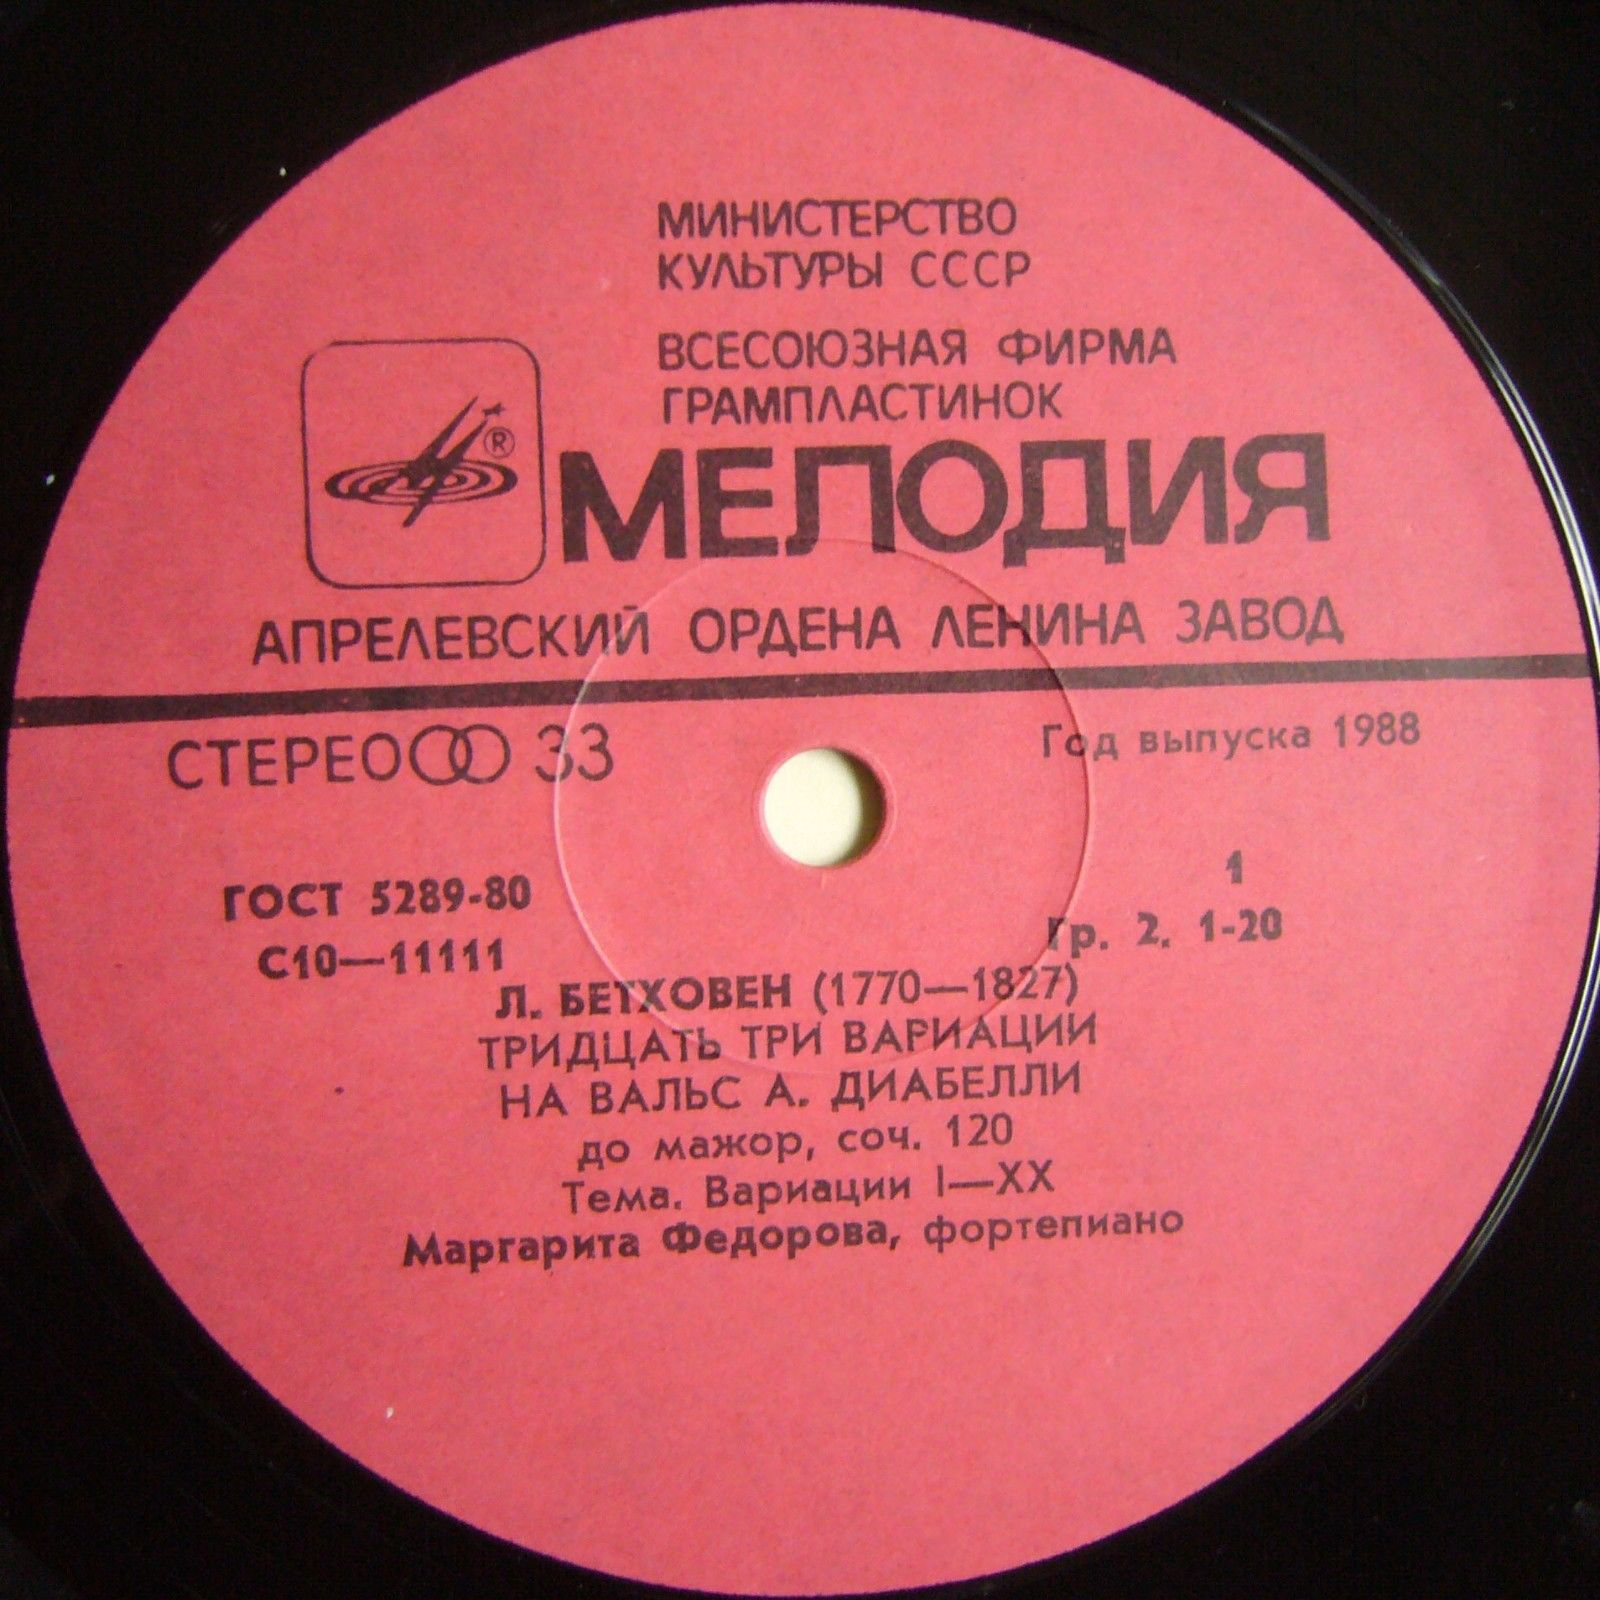 МИНИСТЕРСТВО
КУЛЬТУРЫ СССР
ВСЕСОЮЗНАЯ ФИРМА
ГРАМПЛАСТИНОК
®
МЕЛОДИЯ
АПРЕЛЕВСКИЙ ОРДЕНА ЛЕНИНА ЗАВОД
СТЕРЕО 33
Год выпуска 1988
ГОСТ 5289-80
1
С10—11111
Гр. 2. 1-20
Л. БЕТХОВЕН (1770—1827)
ТРИДЦАТЬ ТРИ ВАРИАЦИИ
НА ВАЛЬС А. ДИАБЕЛЛИ
до мажор, соч. 120
Тема. Вариации I—XX
Маргарита Федорова, фортепиано